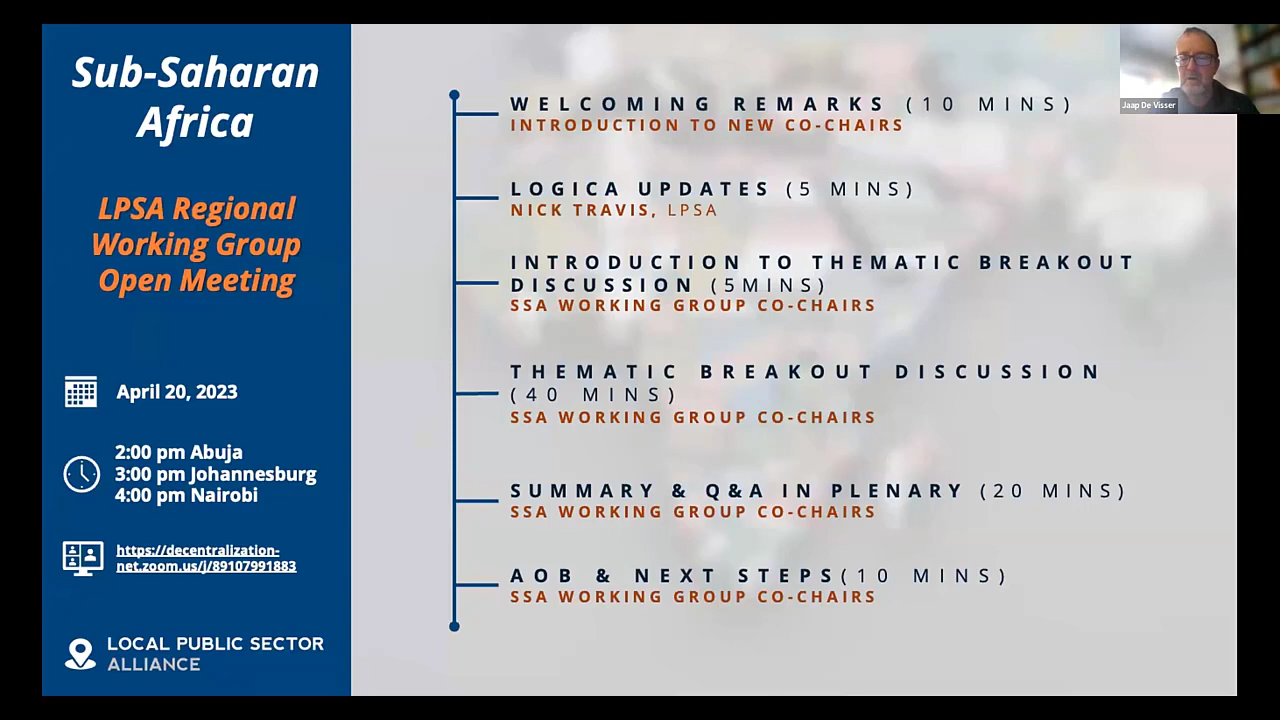 Sub-Saharan
Africa
LPSA Regional
Working Group
Open Meeting
April 20, 2023
2:00 pm Abuja
3:00 pm Johannesburg
4:00 pm Nairobi
https://decentralization-
net.zoom.us/j/89107991883
LOCAL PUBLIC SECTOR
ALLIANCE
WELCOMING REMARKS (10 MINS)
INTRODUCTION TO NEW CO-CHAIRS
LOGICA UPDATES (5 MINS)
NICK TRAVIS, LPSA
INTRODUCTION TO THEMATIC BREAKOUT
DISCUSSION (5MINS)
SSA WORKING GROUP CO-CHAIRS
THEMATIC BREAKOUT DISCUSSION
(40 MINS)
SSA WORKING GROUP CO-CHAIRS
SUMMARY & Q&A IN PLENARY (20 MINS)
SSA WORKING GROUP CO-CHAIRS
AOB & NEXT STEPS(10 MINS)
SSA WORKING GROUP CO-CHAIRS
Jaap De Visser